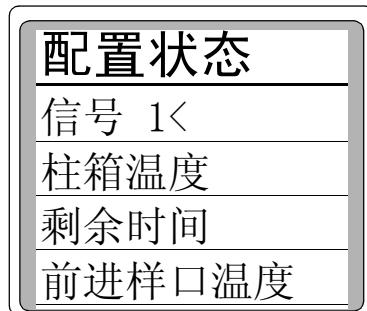 配置状态
信号 1<
柱箱温度
剩余时间
前进样口温度